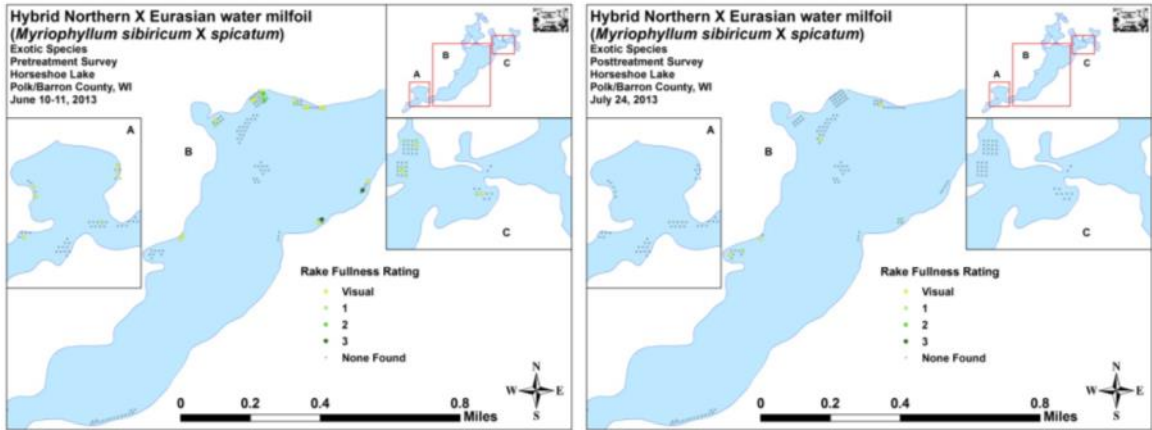 Hybrid Northern X Eurasian water milfoil
(Myriophyllum sibiricum X spicatum)
Exotic Species
Pretreatment Survey
Horseshoe Lake
Polk/Barron County, WI
June 10-11, 2013
A
B
C
A
B
C
Rake Fullness Rating
Visual
1
2
3
None Found
0 0.2 0.4 0.8
Miles
N
W E
S
Hybrid Northern X Eurasian water milfoil
(Myriophyllum sibiricum X spicatum)
Exotic Species
Posttreatment Survey
Horseshoe Lake
Polk/Barron County, WI
July 24, 2013
A
B
C
A
B
C
Rake Fullness Rating
Visual
1
2
3
None Found
0 0.2 0.4 0.8
Miles
N
W E
S